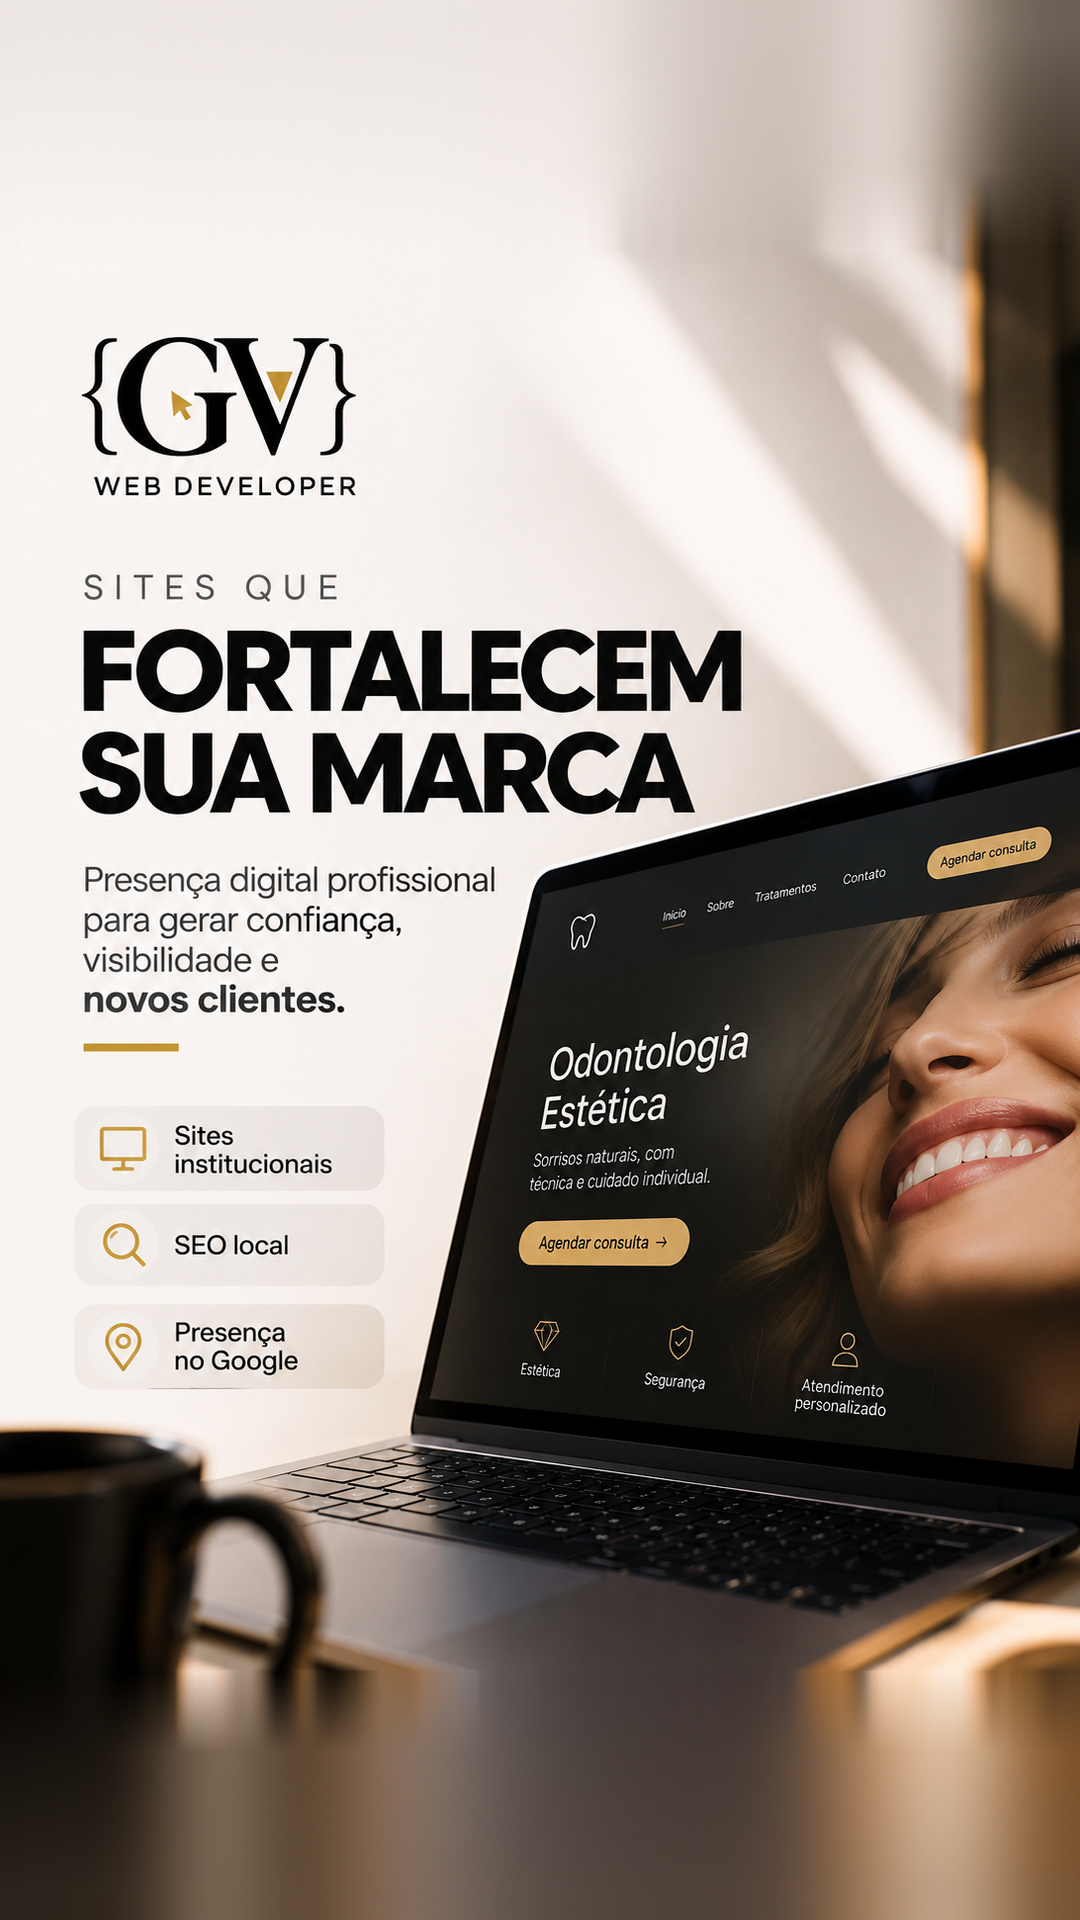 {GV}
WEB DEVELOPER
SITES QUE
FORTALECEM
SUA MARCA
Presença digital profissional
para gerar confiança,
visibilidade e
novos clientes.
Sites
institucionais
SEO local
Presença
no Google
Início
Sobre
Tratamentos
Contato
Agendar consulta
Odontologia
Estética
Sorrisos naturais, com
técnica e cuidado individual.
Agendar consulta →
Estética
Segurança
Atendimento
personalizado